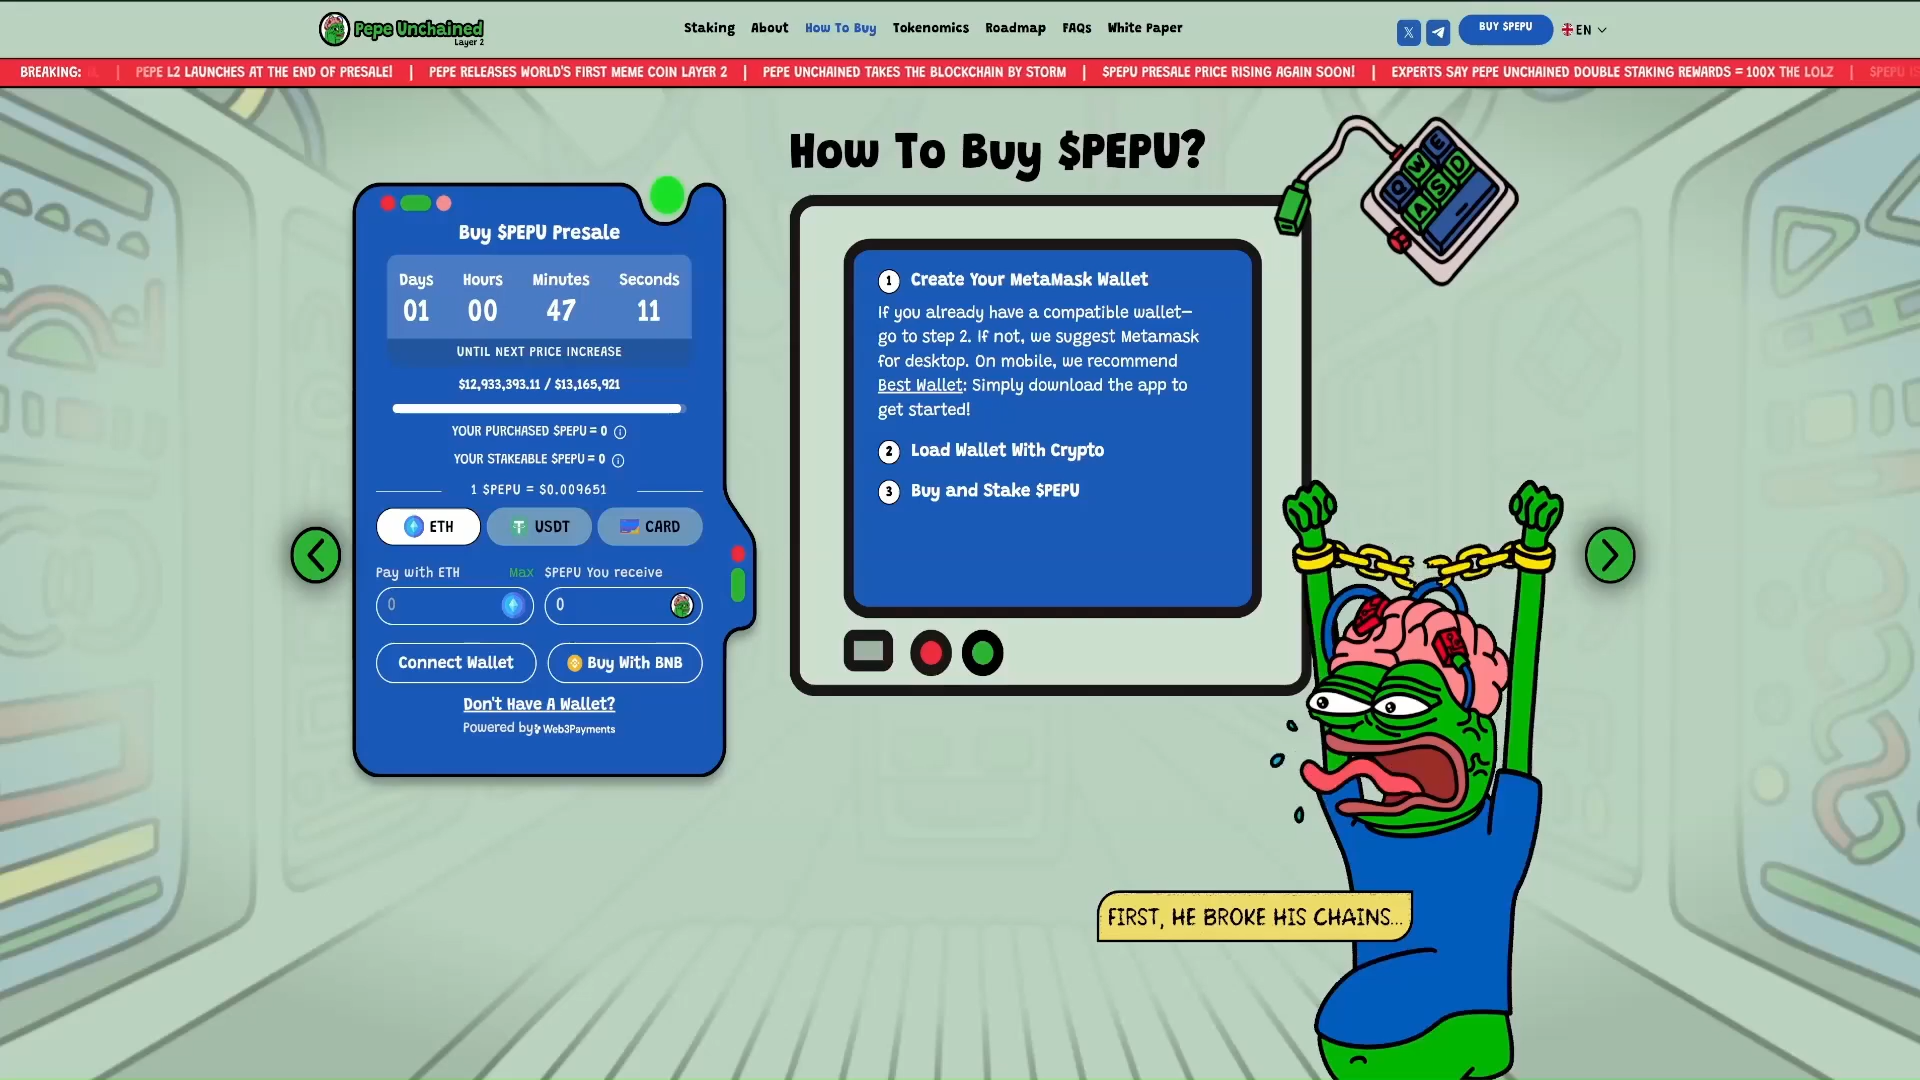 Pepe Unchained
Layer 2
Staking
About
How To Buy
Tokenomics
Roadmap
FAQs
White Paper
BUY $PEPU
EN
BREAKING:
PEPE L2 LAUNCHES AT THE END OF PRESALE!
PEPE RELEASES WORLD'S FIRST MEME COIN LAYER 2
PEPE UNCHAINED TAKES THE BLOCKCHAIN BY STORM
$PEPU PRESALE PRICE RISING AGAIN SOON!
EXPERTS SAY PEPE UNCHAINED DOUBLE STAKING REWARDS = 100X THE LOLZ
$PEPU IS
Buy $PEPU Presale
Days Hours Minutes Seconds
01 00 47 11
UNTIL NEXT PRICE INCREASE
$12,933,393.11 / $13,165,921
YOUR PURCHASED $PEPU = 0
YOUR STAKEABLE $PEPU = 0
1 $PEPU = $0.009651
ETH USDT CARD
Pay with ETH Max $PEPU You receive
0 0
Connect Wallet Buy With BNB
Don't Have A Wallet?
Powered by Web3Payments
How To Buy $PEPU?
1 Create Your MetaMask Wallet
If you already have a compatible wallet—
go to step 2. If not, we suggest Metamask
for desktop. On mobile, we recommend
Best Wallet: Simply download the app to
get started!
2 Load Wallet With Crypto
3 Buy and Stake $PEPU
E
W D
Q S
A
FIRST, HE BROKE HIS CHAINS...